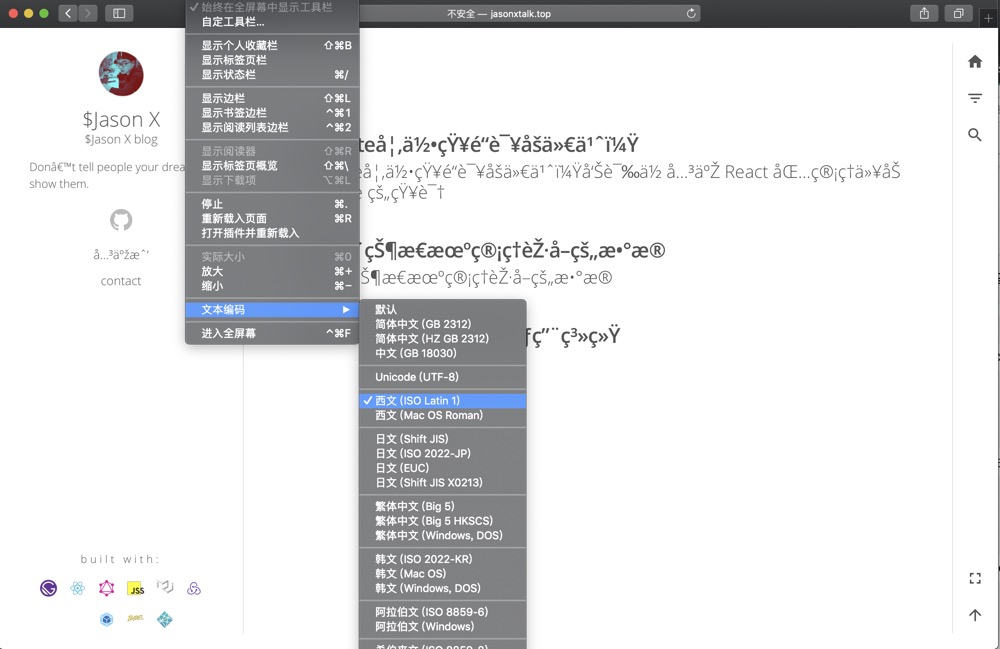 始终在全屏幕中显示工具栏
自定工具栏...
显示个人收藏栏 ⇧⌘B
显示标签页栏
显示状态栏 ⌘/
显示边栏 ⇧⌘L
显示书签边栏 ^⌘1
显示阅读列表边栏 ^⌘2
显示阅读器 ⇧⌘R
显示标签页概览 ⇧⌘\
显示下载项 ⌥⌘L
停止 ⌘.
重新载入页面 ⌘R
打开插件并重新载入
实际大小 ⌘0
放大 ⌘+
缩小 ⌘−
文本编码
进入全屏幕 ^⌘F
默认
简体中文 (GB 2312)
简体中文 (HZ GB 2312)
中文 (GB 18030)
Unicode (UTF-8)
✓ 西文 (ISO Latin 1)
西文 (Mac OS Roman)
日文 (Shift JIS)
日文 (ISO 2022-JP)
日文 (EUC)
日文 (Shift JIS X0213)
繁体中文 (Big 5)
繁体中文 (Big 5 HKSCS)
繁体中文 (Windows, DOS)
韩文 (ISO 2022-KR)
韩文 (Mac OS)
韩文 (Windows, DOS)
阿拉伯文 (ISO 8859-6)
阿拉伯文 (Windows)
不安全 — jasonxtalk.top
$Jason X
$Jason X blog
Donâ€™t tell people your
show them.
å…³äºŽæˆ‘
contact
built with:
JSS
teå¦‚ä½•çŸ¥é“è¯¥åšä»€ä¹ˆï¼Ÿ
å¦‚ä½•çŸ¥é“è¯¥åšä»€ä¹ˆï¼Ÿå‘Šè¯‰ä½ å…³äºŽ React åŒ…ç®¡ç†ä»¥åŠ
çš„çŸ¥è¯†
çŠ¶æ€æœºç®¡ç†èŽ·å–çš„æ•°æ®
çŠ¶æ€æœºç®¡ç†èŽ·å–çš„æ•°æ®
ç”¨ç³»ç»Ÿ